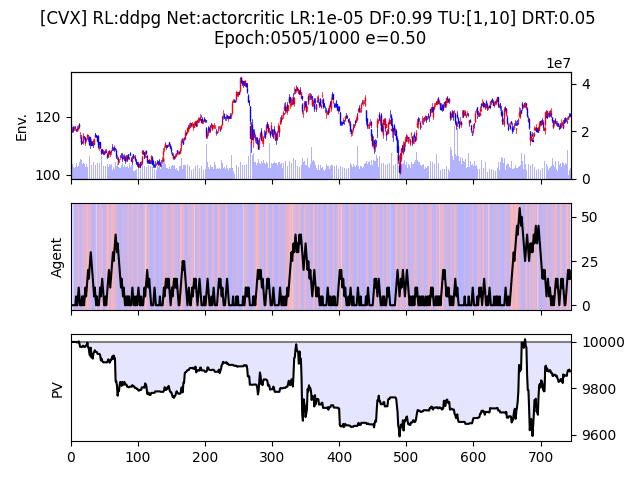 [CVX] RL:ddpg Net:actorcritic LR:1e-05 DF:0.99 TU:[1,10] DRT:0.05
Epoch:0505/1000 e=0.50
1e7
Env.
120
100
4
2
0
Agent
50
25
0
PV
10000
9800
9600
0 100 200 300 400 500 600 700